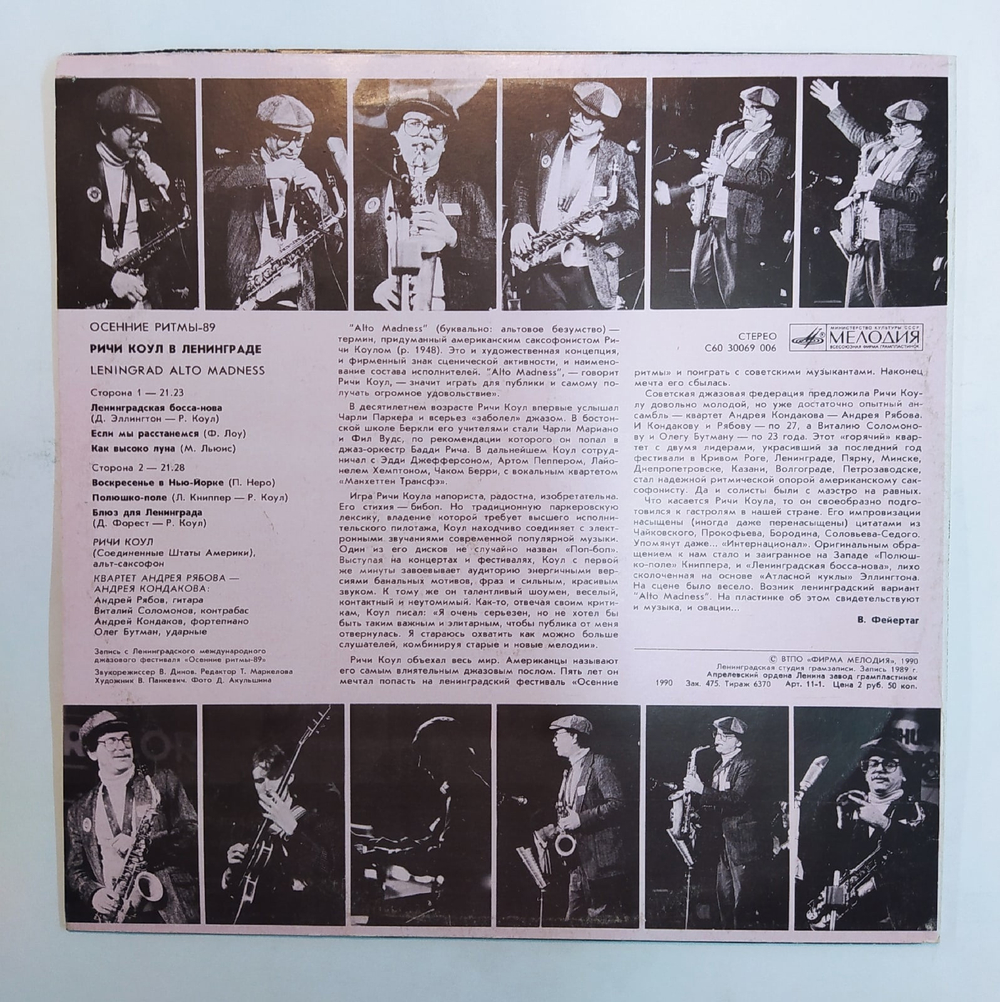 ОСЕННИЕ РИТМЫ-89
РИЧИ КОУЛ В ЛЕНИНГРАДЕ
LENINGRAD ALTO MADNESS
Сторона 1 — 21.23
Ленинградская босса-нова
(Д. Эллингтон — Р. Коул)
Если мы расстанемся (Ф. Лоу)
Как высоко луна (М. Льюис)
Сторона 2 — 21.28
Воскресенье в Нью-Йорке (П. Неро)
Полюшко-поле (Л. Книппер — Р. Коул)
Блюз для Ленинграда
(Д. Форест — Р. Коул)
РИЧИ КОУЛ
(Соединенные Штаты Америки),
альт-саксофон
КВАРТЕТ АНДРЕЯ РЯБОВА —
АНДРЕЯ КОНДАКОВА:
Андрей Рябов, гитара
Виталий Соломонов, контрабас
Андрей Кондаков, фортепиано
Олег Бутман, ударные
Запись с Ленинградского международного
джазового фестиваля «Осенние ритмы-89»
Звукорежиссер В. Динов. Редактор Т. Маркелова
Художник В. Панкевич. Фото Д. Акульшина
"Alto Madness" (буквально: альтовое безумство) —
термин, придуманный американским саксофонистом Ри-
чи Коулом (р. 1948). Это и художественная концепция,
и фирменный знак сценической активности, и наимено-
вание состава исполнителей. "Alto Madness", — говорит
Ричи Коул, — значит играть для публики и самому по-
лучать огромное удовольствие».
В десятилетнем возрасте Ричи Коул впервые услышал
Чарли Паркера и всерьез «заболел» джазом. В бостон-
ской школе Беркли его учителями стали Чарли Мариано
и Фил Вудс, по рекомендации которого он попал в
джаз-оркестр Бадди Рича. В дальнейшем Коул сотруд-
ничал с Эдди Джефферсоном, Артом Пеппером, Лайо-
нелем Хемптоном, Чаком Берри, с вокальным квартетом
«Манхеттен Трансфэ».
Игра Ричи Коула напориста, радостна, изобретательна.
Его стихия — бибоп. Но традиционную паркеровскую
лексику, владение которой требует высшего исполни-
тельского пилотажа, Коул находчиво соединяет с элект-
ронными звучаниями современной популярной музыки.
Один из его дисков не случайно назван «Поп-боп».
Выступая на концертах и фестивалях, Коул с первой
же минуты завоевывает аудиторию энергичными вер-
сиями банальных мотивов, фраз и сильным, красивым
звуком. К тому же он талантливый шоумен, веселый,
контактный и неутомимый. Как-то, отвечая своим крити-
кам, Коул писал: «Я очень серьезен, но не хотел бы
быть таким важным и элитарным, чтобы публика от меня
отвернулась. Я стараюсь охватить как можно больше
слушателей, комбинируя старые и новые мелодии».
Ричи Коул объехал весь мир. Американцы называют
его самым влиятельным джазовым послом. Пять лет он
мечтал попасть на ленинградский фестиваль «Осенние
СТЕРЕО
С60 30069 006
МИНИСТЕРСТВО КУЛЬТУРЫ СССР
МЕЛОДИЯ
ВСЕСОЮЗНАЯ ФИРМА ГРАМПЛАСТИНОК
ритмы» и поиграть с советскими музыкантами. Наконец,
мечта его сбылась.
Советская джазовая федерация предложила Ричи Коу-
лу довольно молодой, но уже достаточно опытный ан-
самбль — квартет Андрея Кондакова — Андрея Рябова.
И Кондакову и Рябову — по 27, а Виталию Соломоно-
ву и Олегу Бутману — по 23 года. Этот «горячий» квар-
тет с двумя лидерами, украсивший за последний год
фестивали в Кривом Роге, Ленинграде, Пярну, Минске,
Днепропетровске, Казани, Волгограде, Петрозаводске,
стал надежной ритмической опорой американскому сак-
софонисту. Да и солисты были с маэстро на равных.
Что касается Ричи Коула, то он своеобразно подго-
товился к гастролям в нашей стране. Его импровизации
насыщены (иногда даже перенасыщены) цитатами из
Чайковского, Прокофьева, Бородина, Соловьева-Седого.
Упомянут даже... «Интернационал». Оригинальным обра-
щением к нам стало и заигранное на Западе «Полюш-
ко-поле» Книппера, и «Ленинградская босса-нова», лихо
сколоченная на основе «Атласной куклы» Эллингтона.
На сцене было весело. Возник ленинградский вариант
"Alto Madness". На пластинке об этом свидетельствуют
и музыка, и овации...
В. Фейертаг
© ВТПО «ФИРМА МЕЛОДИЯ», 1990
Ленинградская студия грамзаписи. Запись 1989 г.
Апрелевский ордена Ленина завод грампластинок
1990 Зак. 475. Тираж 6370 Арт. 11-1. Цена 2 руб. 50 коп.